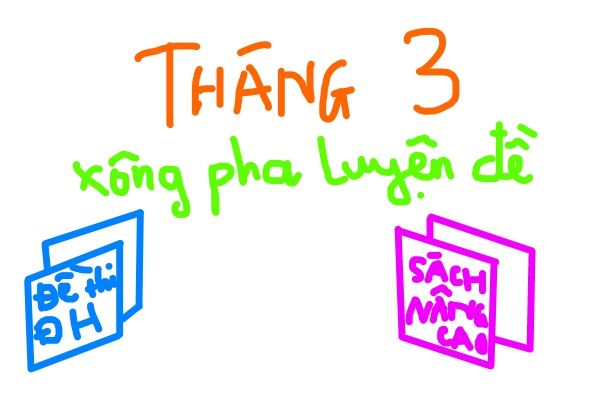 THÁNG 3
xông pha luyện đề
Đề thi
ĐH
SÁCH
NÂNG
CAO